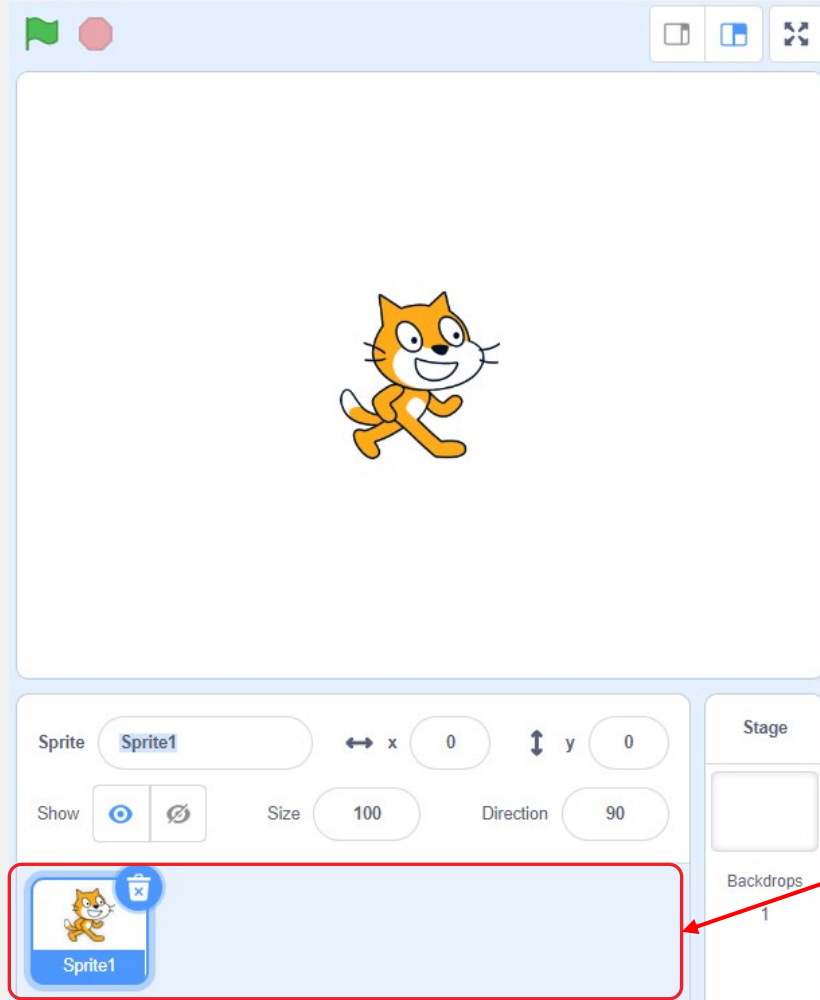 Sprite Sprite1 x 0 y 0
Show Size 100 Direction 90
Sprite1
Stage
Backdrops
1